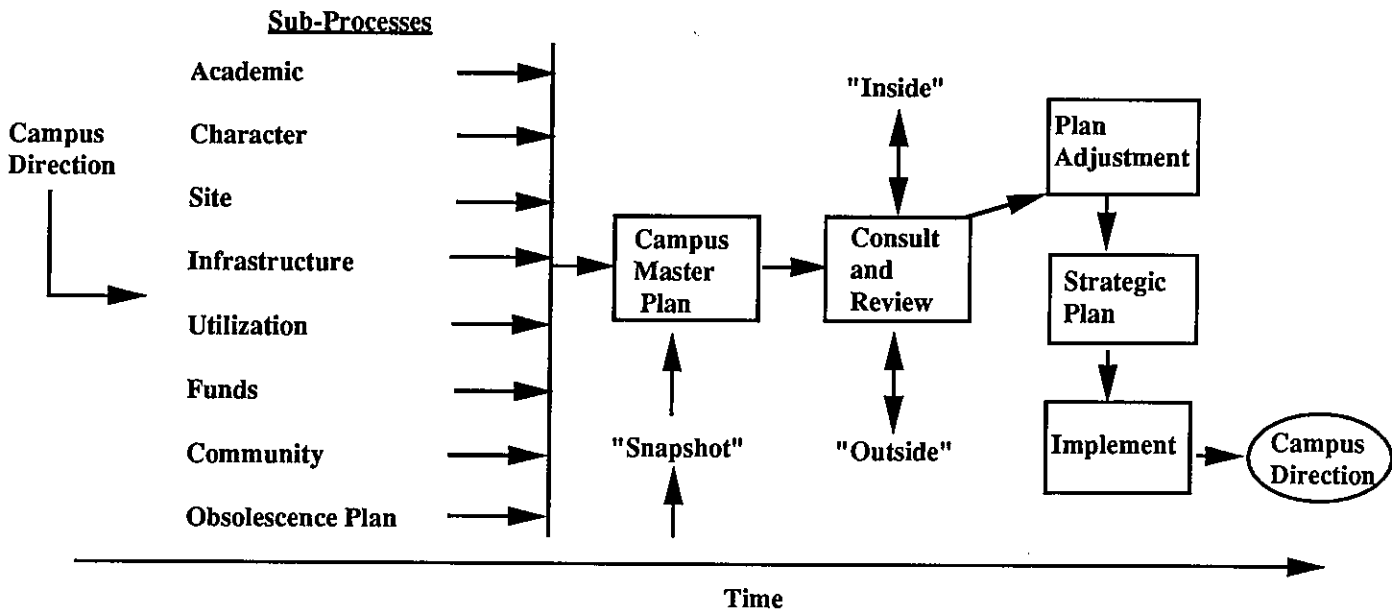 Sub-Processes
Academic
Character
Site
Infrastructure
Utilization
Funds
Community
Obsolescence Plan
Campus
Direction
Campus
Master
Plan
"Snapshot"
"Inside"
Consult
and
Review
"Outside"
Plan
Adjustment
Strategic
Plan
Implement
Campus
Direction
Time